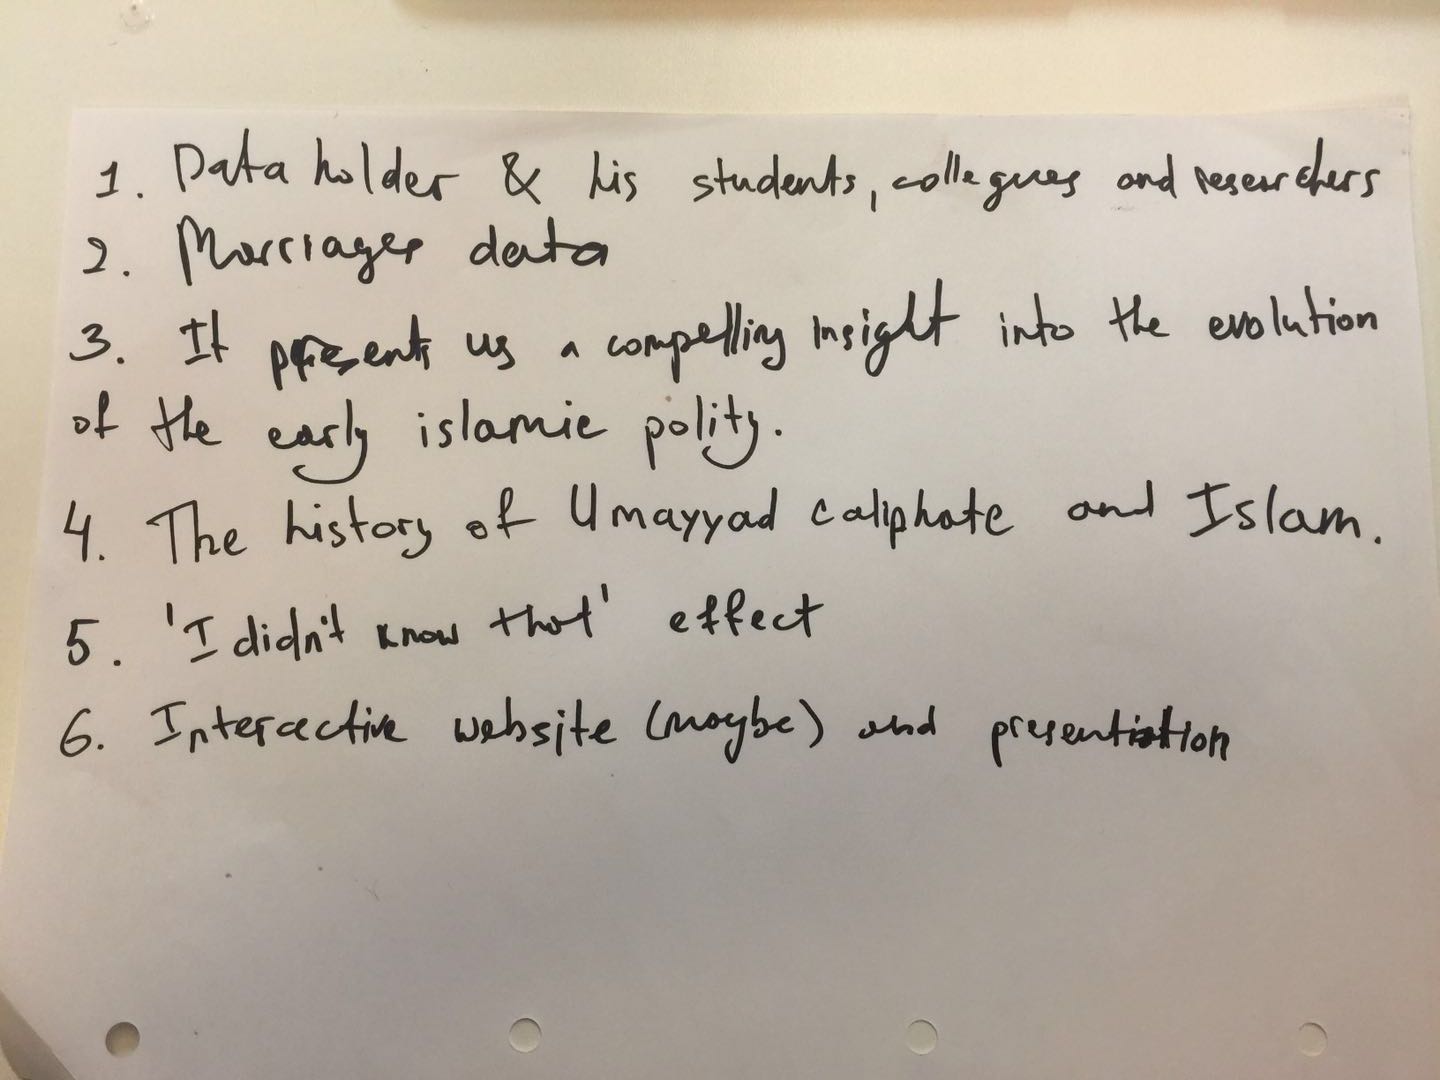 1. Data holder & his students, collegues and researchers
2. Marriages data
3. It presents us a compelling insight into the evolution
of the early islamic polity.
4. The history of Umayyad caliphate and Islam.
5. 'I didn't know that' effect
6. Interactive website (maybe) and presentation